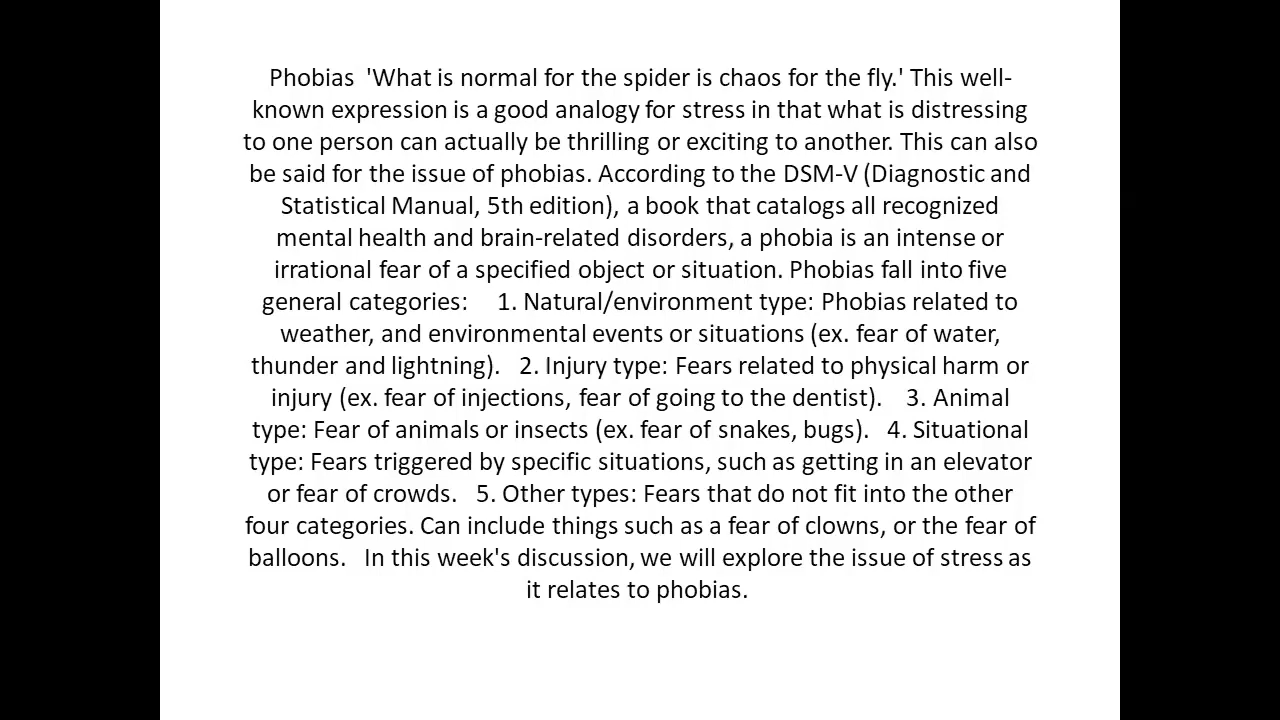 Phobias  'What is normal for the spider is chaos for the fly.' This well-
known expression is a good analogy for stress in that what is distressing
to one person can actually be thrilling or exciting to another. This can also
be said for the issue of phobias. According to the DSM-V (Diagnostic and
Statistical Manual, 5th edition), a book that catalogs all recognized
mental health and brain-related disorders, a phobia is an intense or
irrational fear of a specified object or situation. Phobias fall into five
general categories:     1. Natural/environment type: Phobias related to
weather, and environmental events or situations (ex. fear of water,
thunder and lightning).   2. Injury type: Fears related to physical harm or
injury (ex. fear of injections, fear of going to the dentist).    3. Animal
type: Fear of animals or insects (ex. fear of snakes, bugs).   4. Situational
type: Fears triggered by specific situations, such as getting in an elevator
or fear of crowds.   5. Other types: Fears that do not fit into the other
four categories. Can include things such as a fear of clowns, or the fear of
balloons.   In this week's discussion, we will explore the issue of stress as
it relates to phobias.